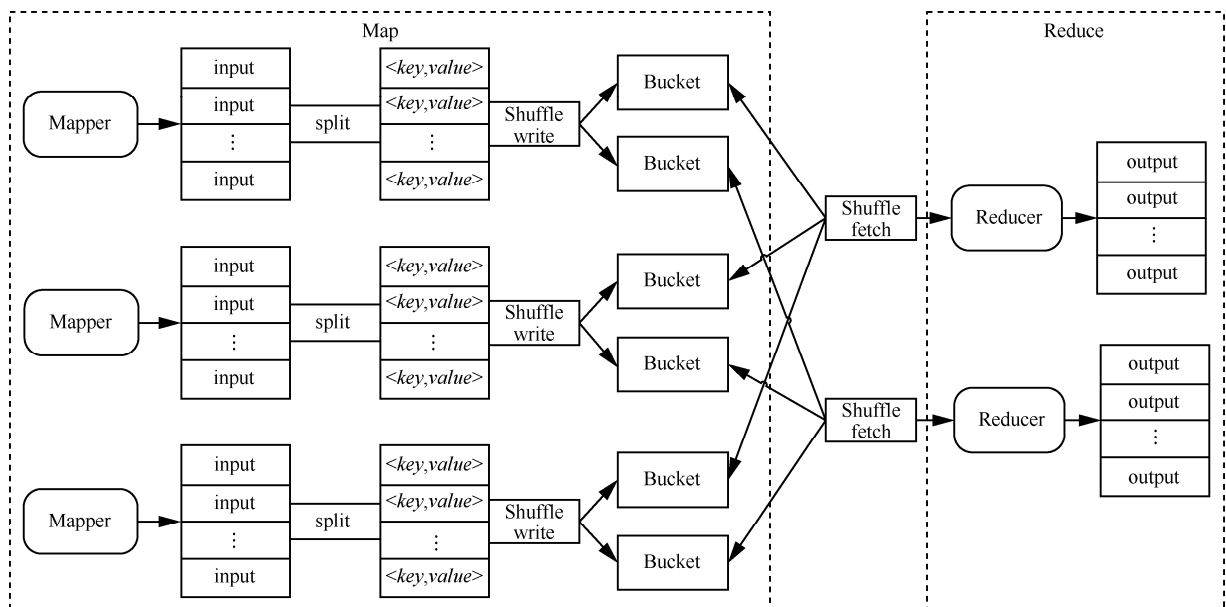 Map
Reduce
input
<key,value>
Bucket
Mapper
input
split
<key,value>
Shuffle
write
⋮
⋮
Bucket
input
<key,value>
output
output
⋮
output
Shuffle
fetch
Reducer
input
<key,value>
Bucket
Mapper
input
split
<key,value>
Shuffle
write
⋮
⋮
Bucket
input
<key,value>
output
output
⋮
output
Shuffle
fetch
Reducer
input
<key,value>
Bucket
Mapper
input
split
<key,value>
Shuffle
write
⋮
⋮
Bucket
input
<key,value>